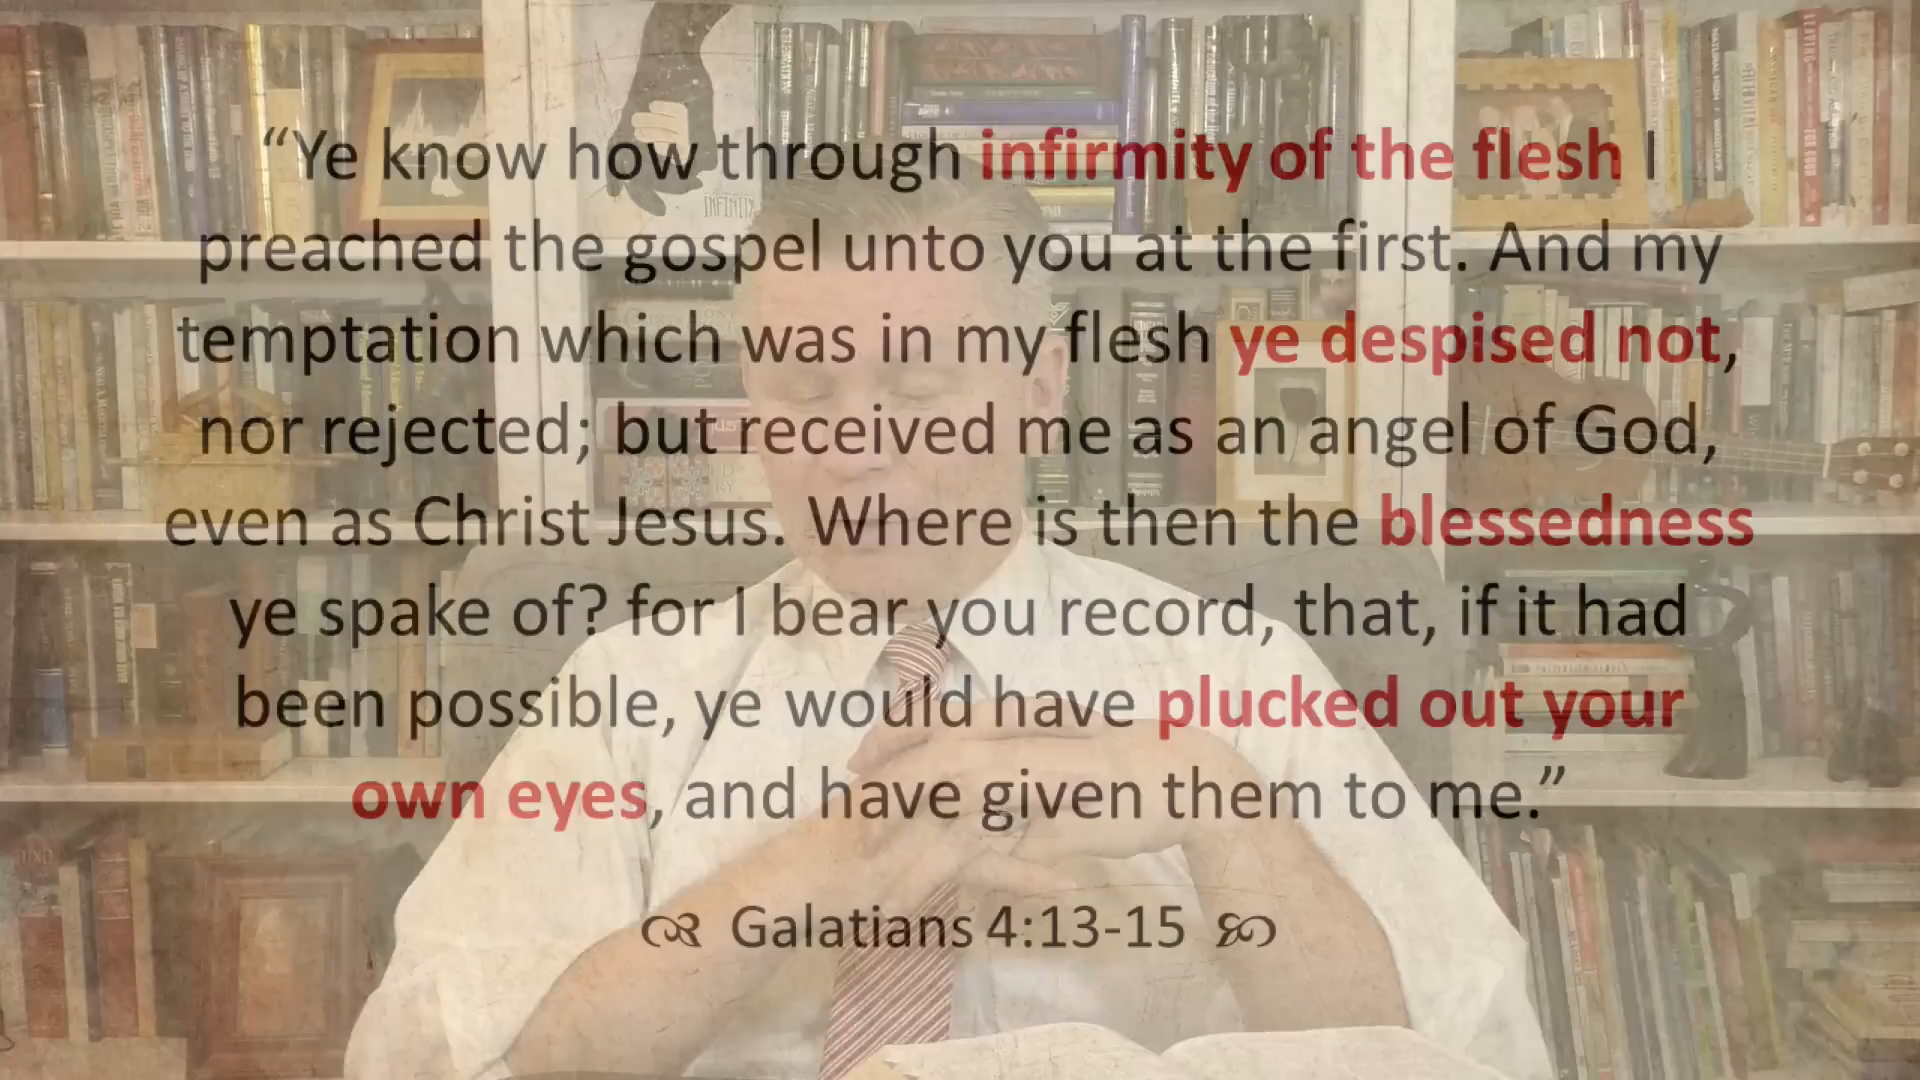 “Ye know how through infirmity of the flesh I
preached the gospel unto you at the first. And my
temptation which was in my flesh ye despised not,
nor rejected; but received me as an angel of God,
even as Christ Jesus. Where is then the blessedness
ye spake of? for I bear you record, that, if it had
been possible, ye would have plucked out your
own eyes, and have given them to me.”
Galatians 4:13-15
INFINITY